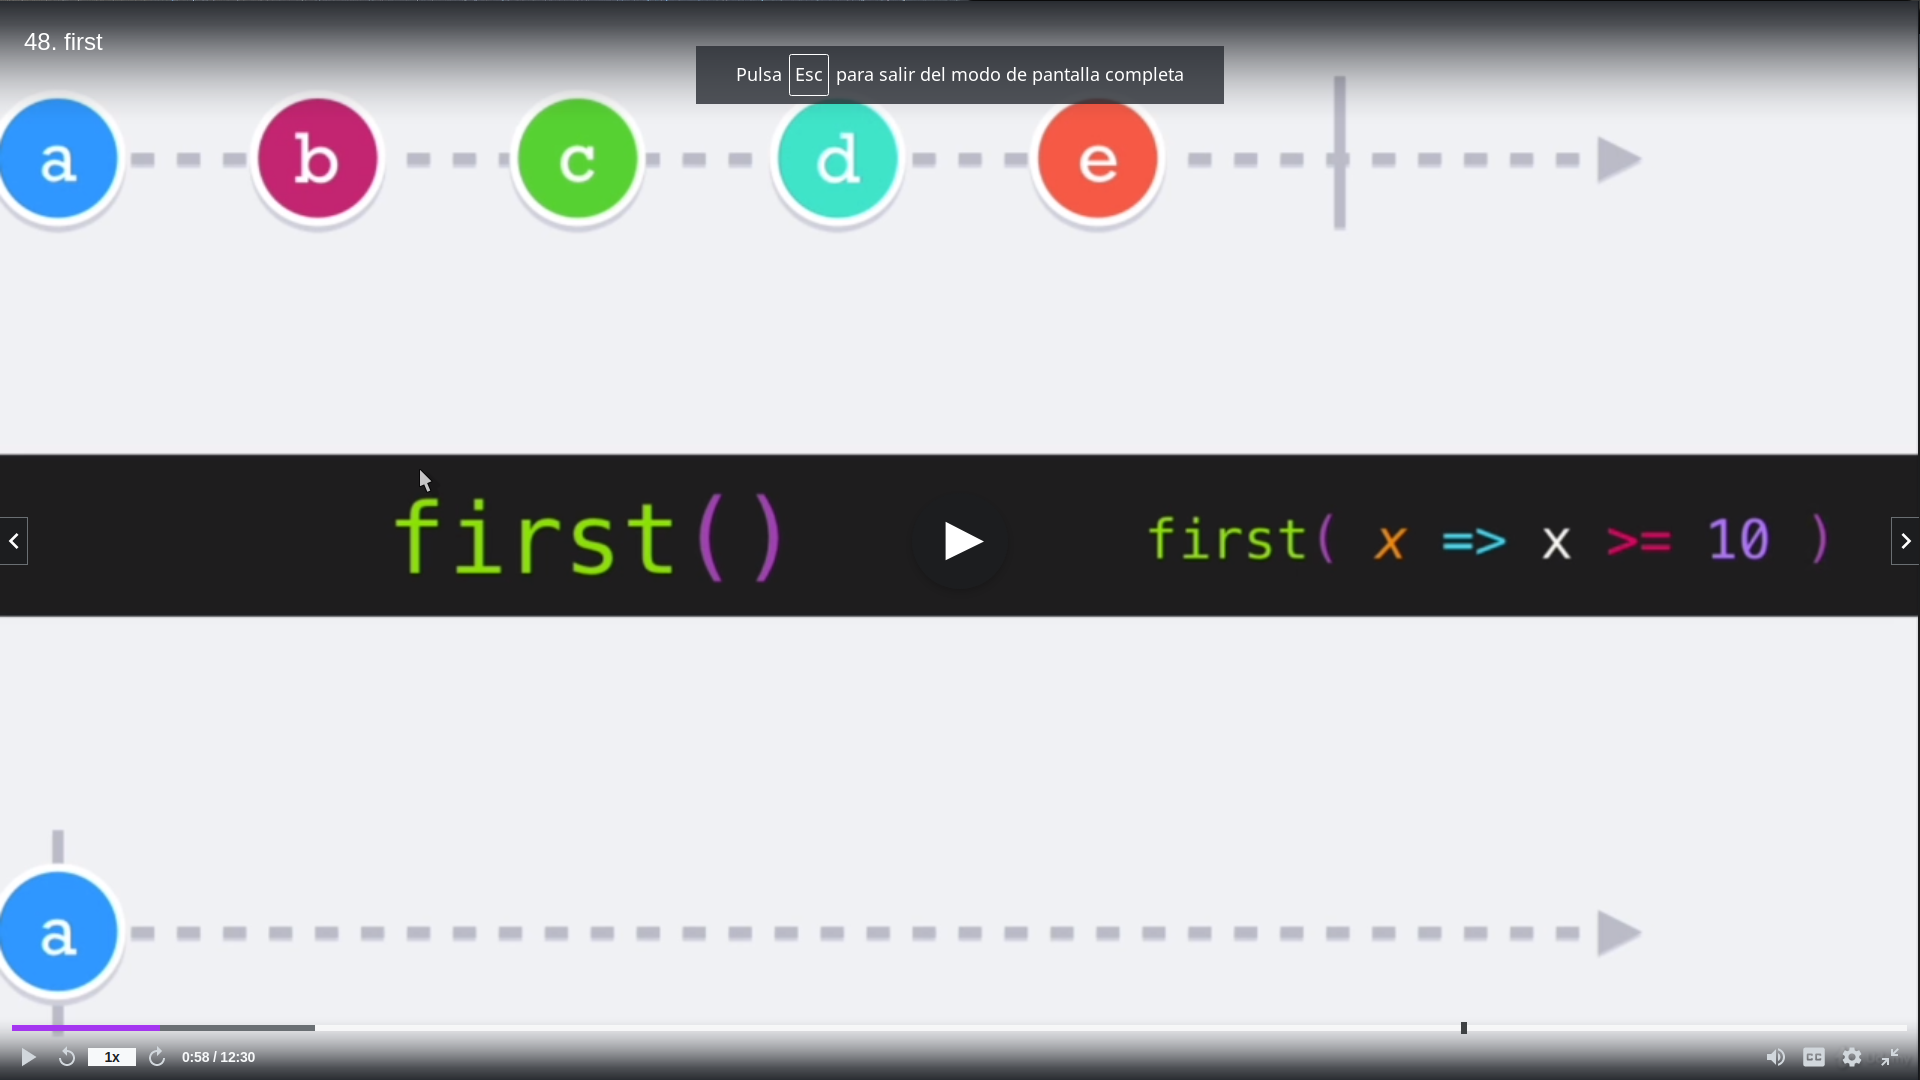 48. first
Pulsa Esc para salir del modo de pantalla completa
a b c d e
first() first( x => x >= 10 )
a
1x 0:58 / 12:30 CC